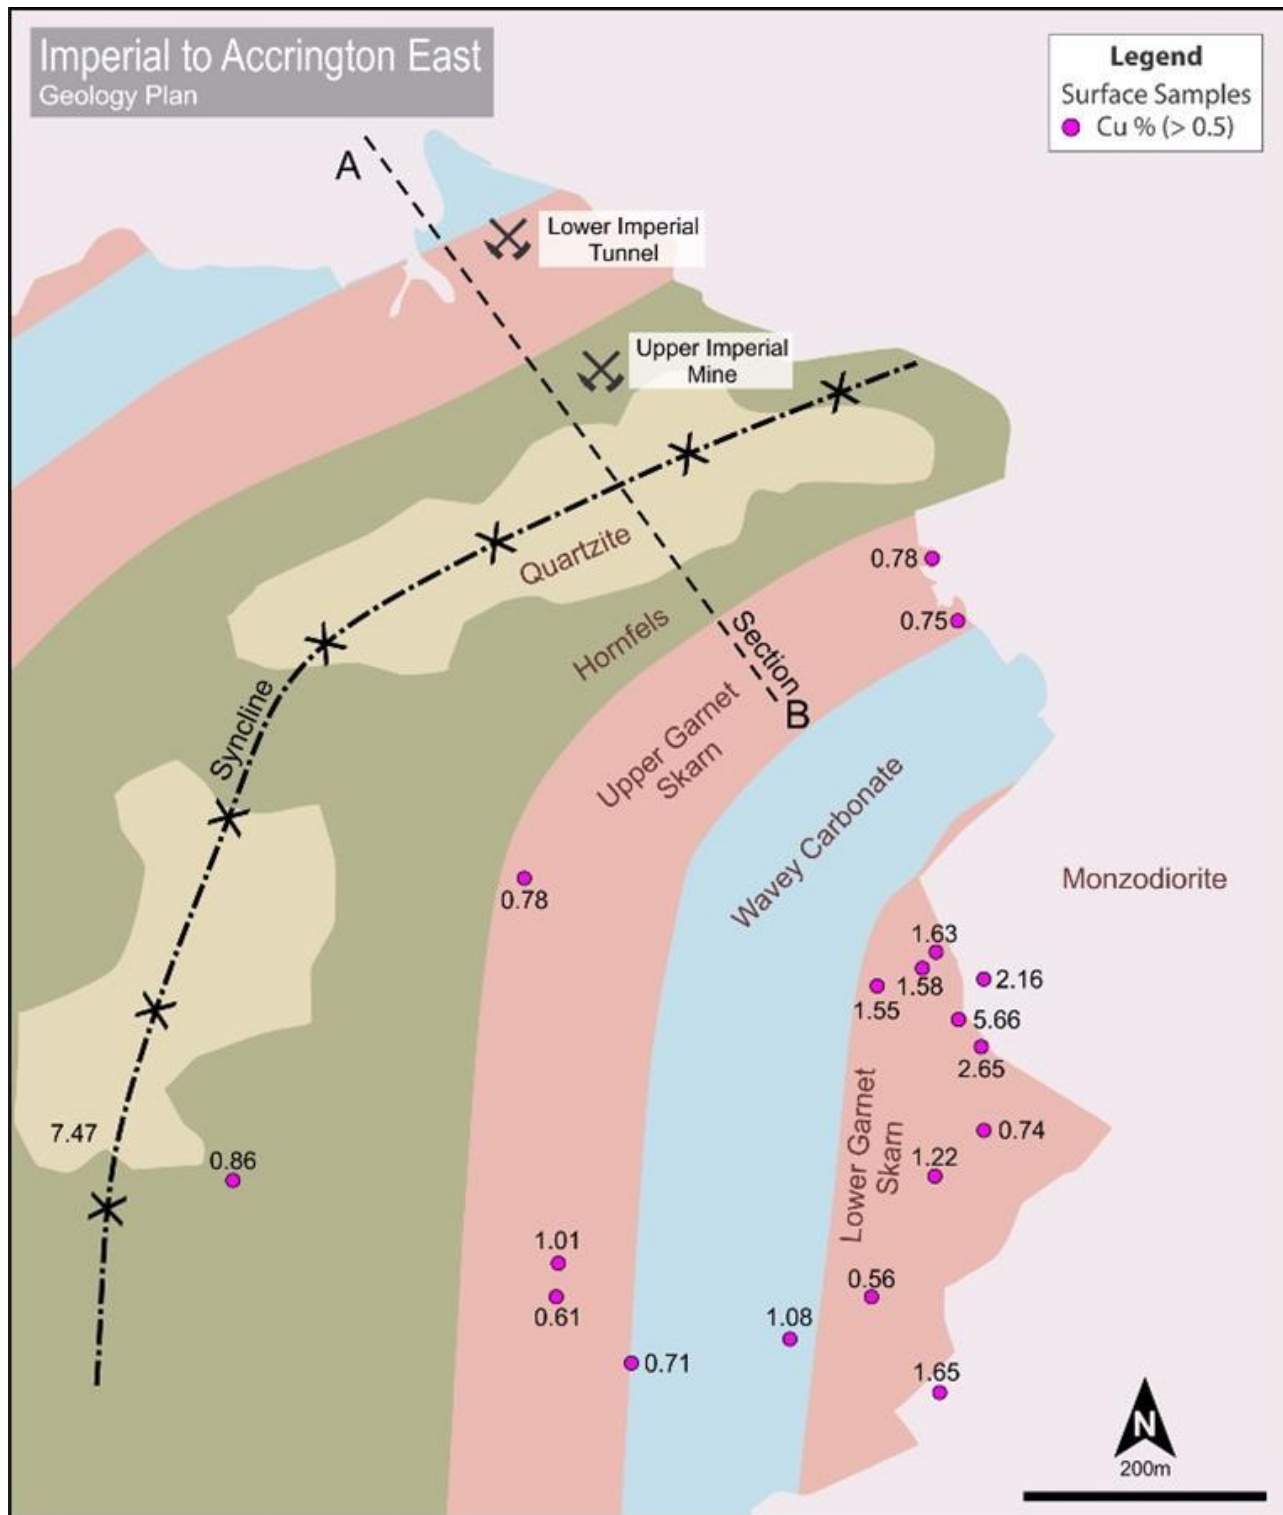 Imperial to Accrington East
Geology Plan
Legend
Surface Samples
Cu % (> 0.5)
A
Lower Imperial
Tunnel
Upper Imperial
Mine
Quartzite
0.78
0.75
Hornfels
Section
B
Syncline
Upper Garnet
Skarn
Wavey Carbonate
Monzodiorite
0.78
1.63
1.58
1.55
2.16
5.66
2.65
7.47
0.86
0.74
1.22
Lower Garnet
Skarn
1.01
0.61
0.56
1.08
0.71
1.65
N
200m